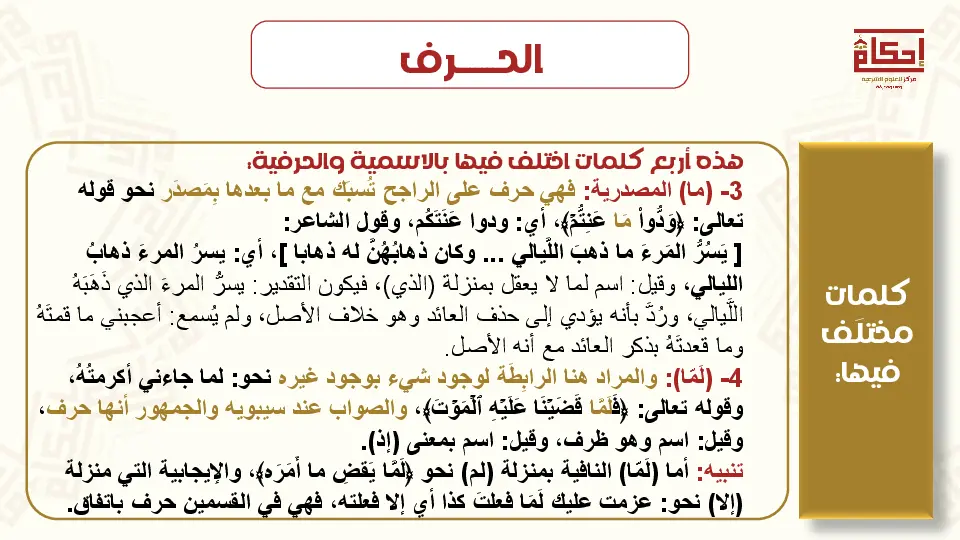 الحـــرف
إحكام
مركز للعلوم الشرعية
هذه أربع كلمات اختلف فيها بالاسمية والحرفية:
3- (ما) المصدرية: فهي حرف على الراجح تُسبَك مع ما بعدها بِمَصدَر نحو قوله
تعالى: ﴿وَدُّواْ مَا عَنِتُّمۡ﴾، أي: ودوا عَنَتَكُم، وقول الشاعر:
[ يَسُرُّ المَرءَ ما ذهبَ اللَّيالي ... وكان ذهابُهُنَّ له ذهابا ]، أي: يسرُ المرءَ ذهابُ
الليالي، وقيل: اسم لما لا يعقل بمنزلة (الذي)، فيكون التقدير: يسرُّ المرءَ الذي ذَهَبَهُ
اللَّيالي، ورُدَّ بأنه يؤدي إلى حذف العائد وهو خلاف الأصل، ولم يُسمع: أعجبني ما قمتَهُ
وما قعدتَهُ بذكر العائد مع أنه الأصل.
4- (لَمّا): والمراد هنا الرابِطَة لوجود شيء بوجود غيره نحو: لما جاءني أكرمتُهُ،
وقوله تعالى: ﴿فَلَمَّا قَضَيۡنَا عَلَيۡهِ ٱلۡمَوۡتَ﴾، والصواب عند سيبويه والجمهور أنها حرف،
وقيل: اسم وهو ظرف، وقيل: اسم بمعنى (إذ).
تنبيه: أما (لَمّا) النافية بمنزلة (لم) نحو ﴿لَمَّا يَقضِ ما أَمَرَه﴾، والإيجابية التي منزلة
(إلا) نحو: عزمت عليك لَمَا فعلتَ كذا أي إلا فعلته، فهي في القسمين حرف باتفاق.
كلمات
مختلَف
فيها: